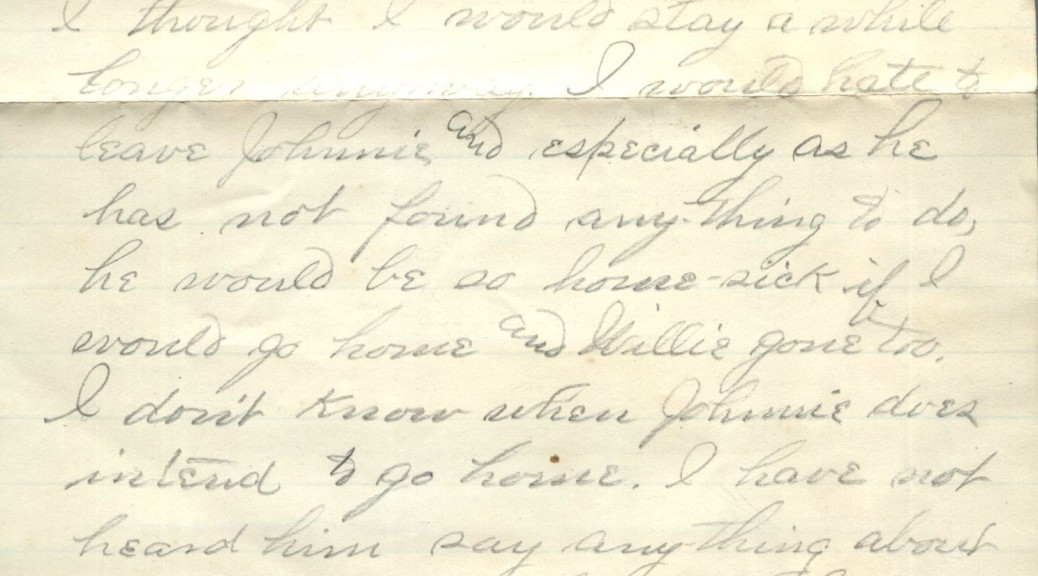 I thought I would stay a while
longer anyway. I would hate to
leave Johnnie and especially as he
has not found any-thing to do,
he would be so home-sick if I
would go home and Willie gone too.
I don't know when Johnnie does
intend to go home. I have not
heard him say any-thing about